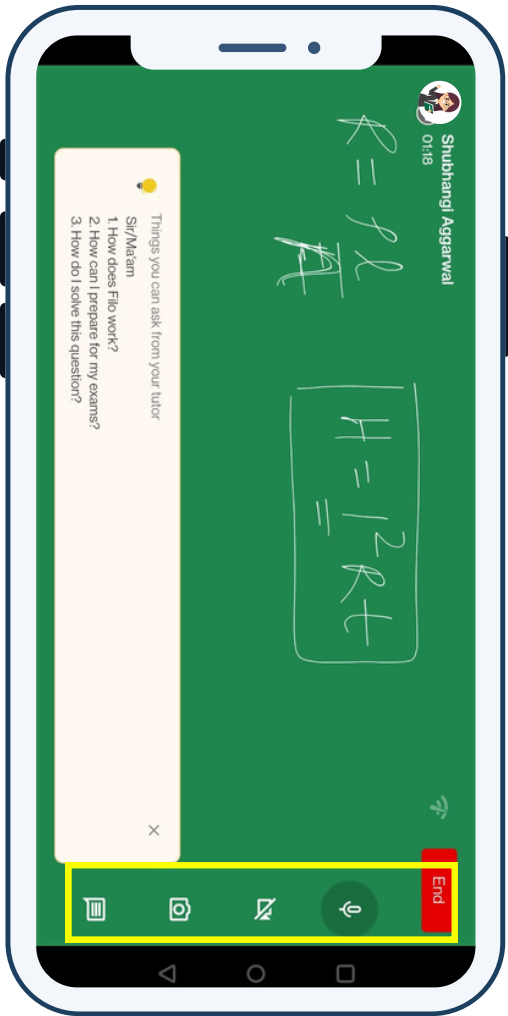 Shubhangi Aggarwal
01:18
End
R = ρl/A
H = I²Rt
Things you can ask from your tutor
Sir/Ma'am
1. How does Filo work?
2. How can I prepare for my exams?
3. How do I solve this question?